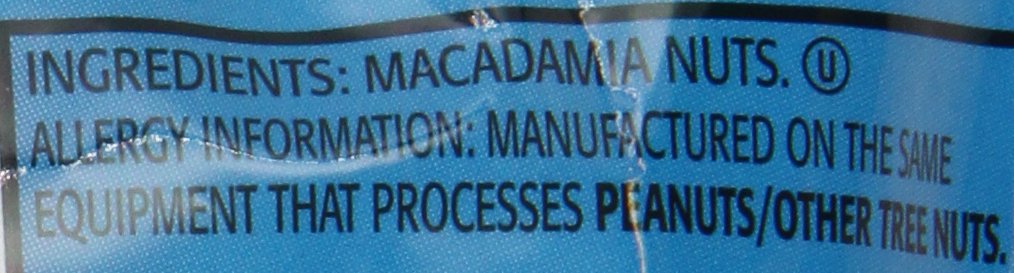 INGREDIENTS: MACADAMIA NUTS. Ⓤ
ALLERGY INFORMATION: MANUFACTURED ON THE SAME
EQUIPMENT THAT PROCESSES PEANUTS/OTHER TREE NUTS.